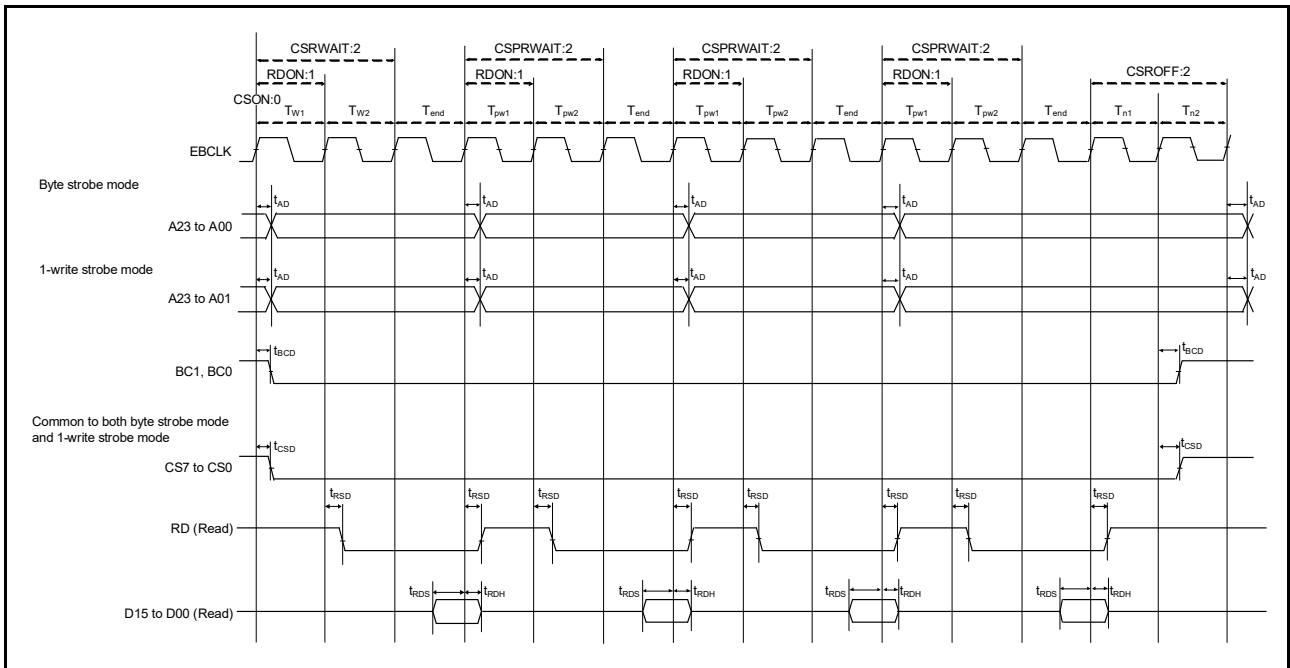 CSRWAIT:2 CSPRWAIT:2 CSPRWAIT:2 CSPRWAIT:2
RDON:1 RDON:1 RDON:1 RDON:1 CSROFF:2
CSON:0
TW1 TW2 Tend Tpw1 Tpw2 Tend Tpw1 Tpw2 Tend Tpw1 Tpw2 Tend Tn1 Tn2
EBCLK
Byte strobe mode
tAD tAD tAD tAD tAD
A23 to A00
1-write strobe mode
tAD tAD tAD tAD tAD
A23 to A01
tBCD tBCD
BC1, BC0
Common to both byte strobe mode
and 1-write strobe mode
tCSD tCSD
CS7 to CS0
tRSD tRSD tRSD tRSD tRSD tRSD tRSD tRSD
RD (Read)
tRDS tRDH tRDS tRDH tRDS tRDH tRDS tRDH
D15 to D00 (Read)